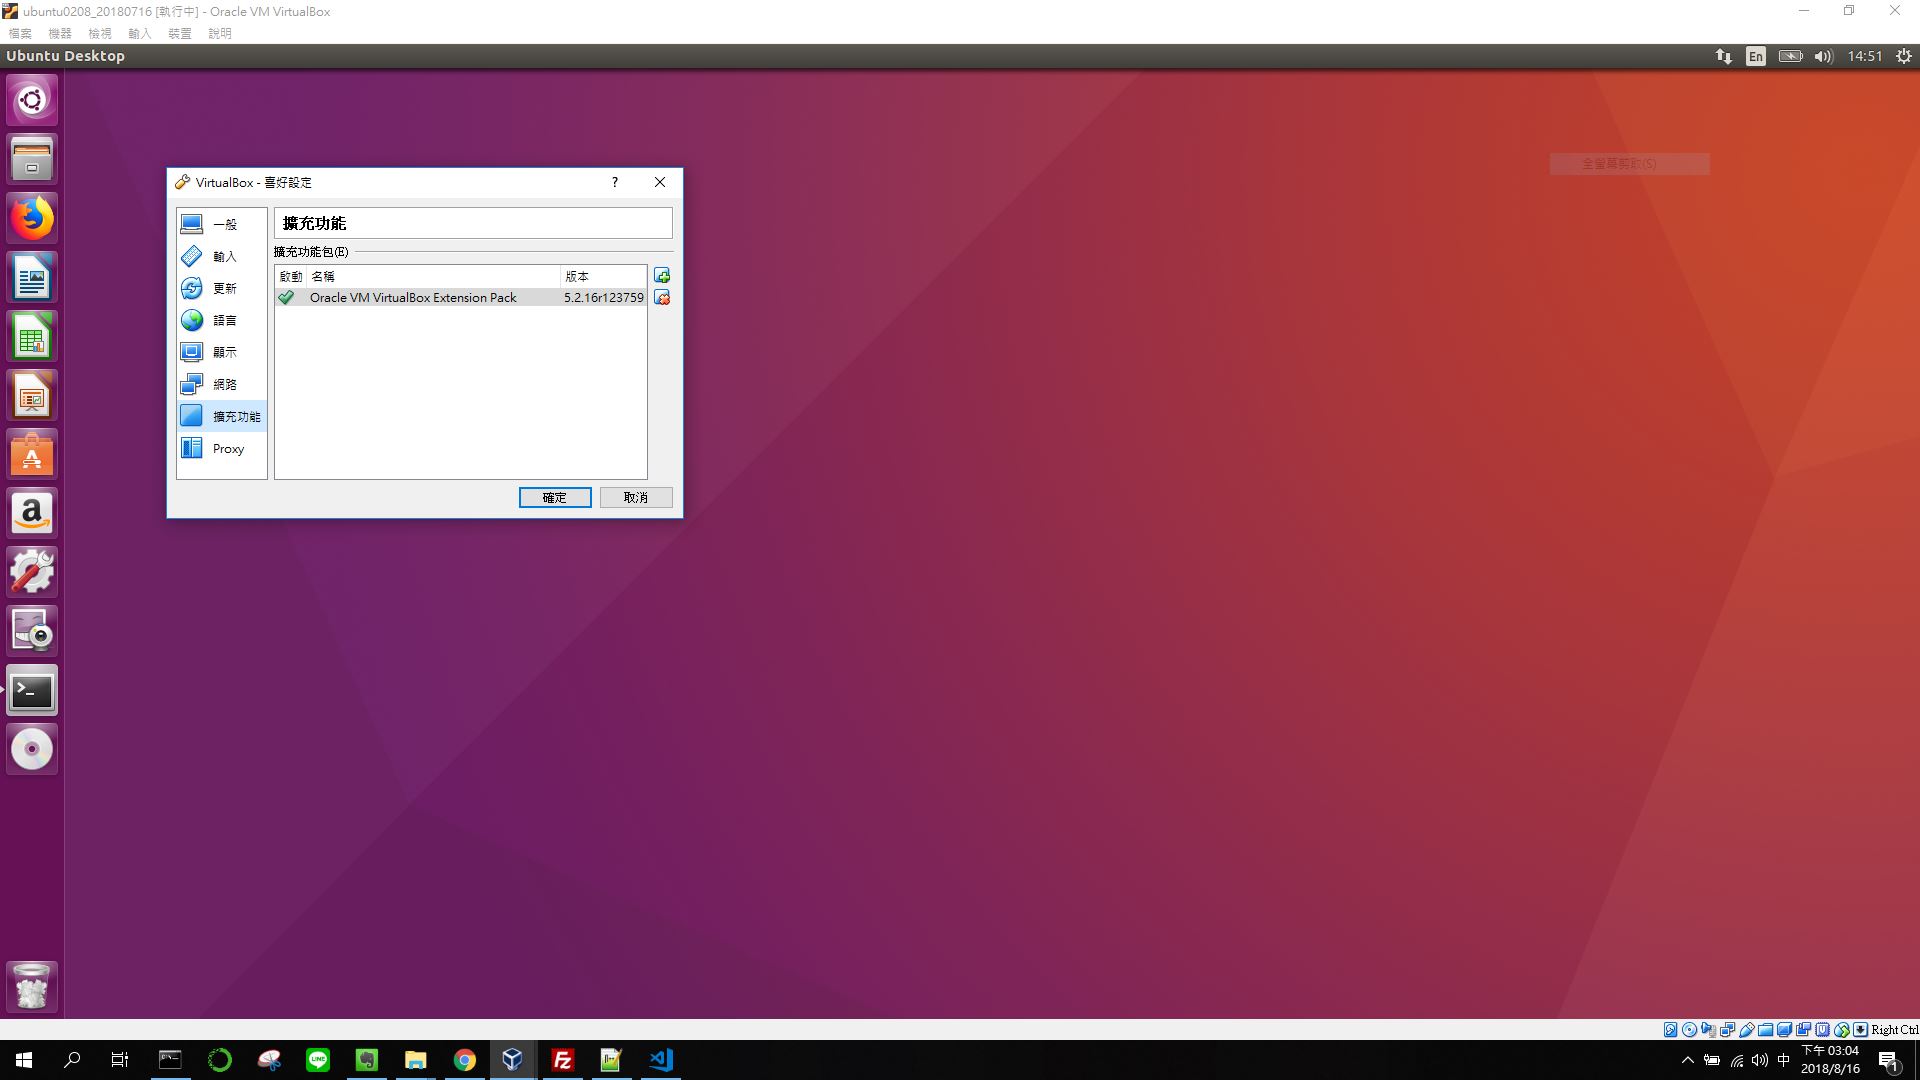 ubuntu0208_20180716 [執行中] - Oracle VM VirtualBox
檔案 機器 檢視 輸入 裝置 說明
Ubuntu Desktop
En
14:51
全螢幕剪取(S)
VirtualBox - 喜好設定
?
一般
輸入
更新
語言
顯示
網路
擴充功能
Proxy
擴充功能
擴充功能包(E)
啟動 名稱 版本
Oracle VM VirtualBox Extension Pack 5.2.16r123759
確定 取消
Right Ctrl
LINE
Fz
中
下午 03:04
2018/8/16
1